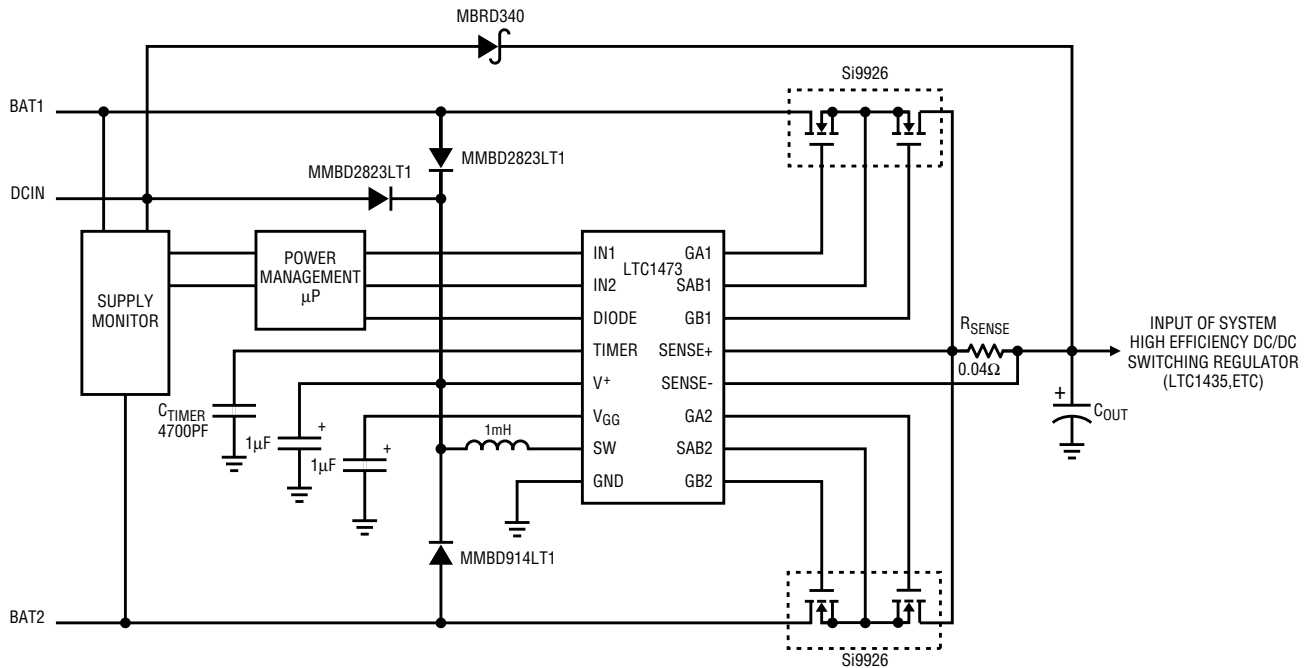 MBRD340
Si9926
BAT1
MMBD2823LT1
MMBD2823LT1
DCIN
SUPPLY
MONITOR
POWER
MANAGEMENT
µP
LTC1473
IN1
IN2
DIODE
TIMER
V+
VGG
SW
GND
GA1
SAB1
GB1
SENSE+
SENSE-
GA2
SAB2
GB2
RSENSE
0.04Ω
INPUT OF SYSTEM
HIGH EFFICIENCY DC/DC
SWITCHING REGULATOR
(LTC1435,ETC)
+
COUT
CTIMER
4700PF
1µF
+
1µF
+
1mH
MMBD914LT1
BAT2
Si9926